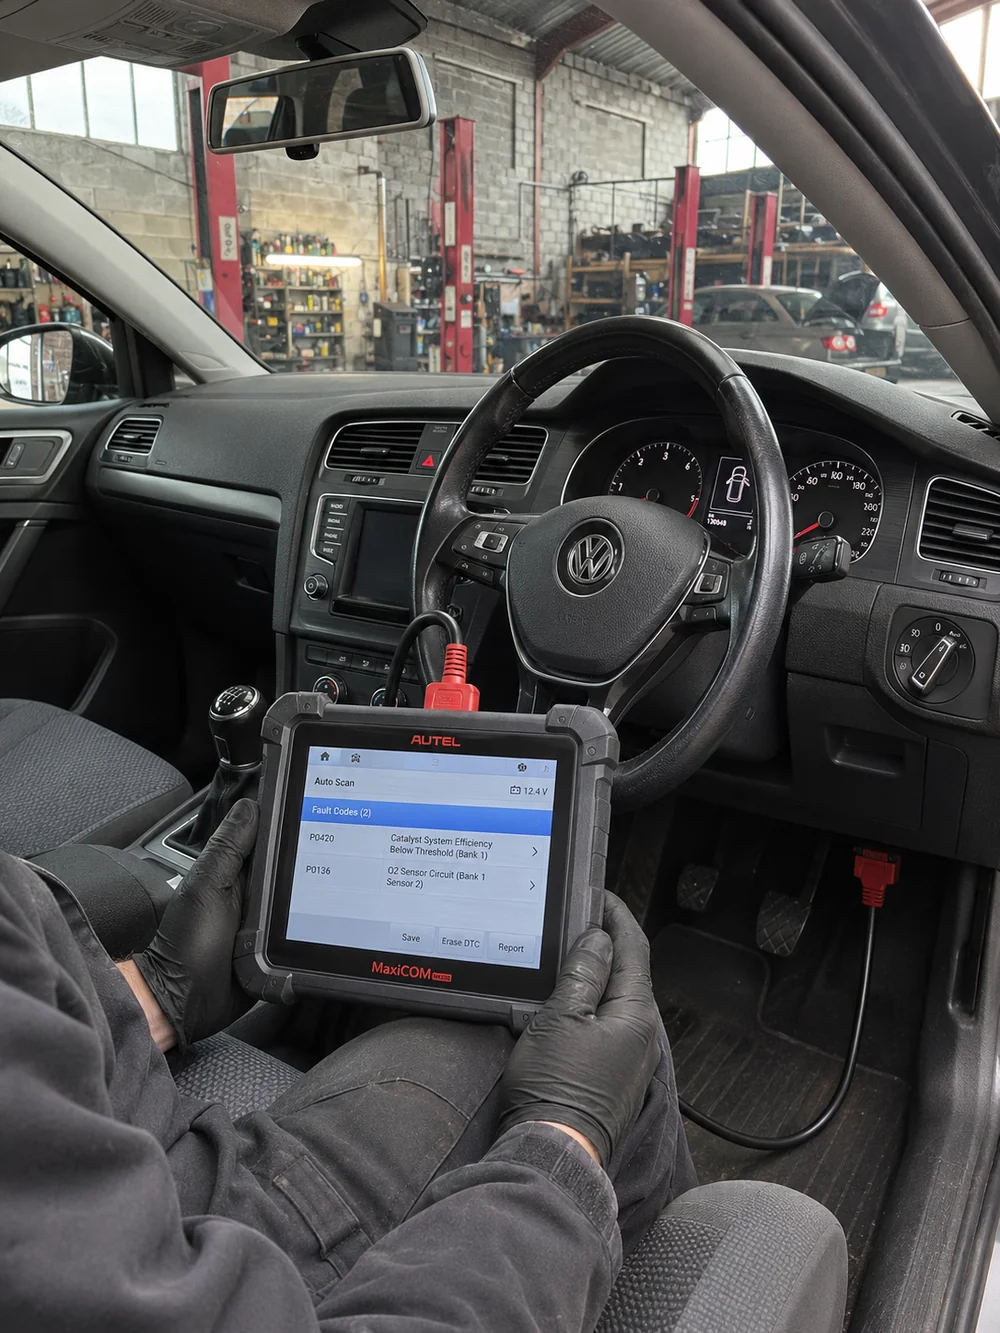 AUTEL
Auto Scan
12.4 V
Fault Codes (2)
P0420
Catalyst System Efficiency
Below Threshold (Bank 1)
P0136
O2 Sensor Circuit (Bank 1
Sensor 2)
Save
Erase DTC
Report
MaxiCOM